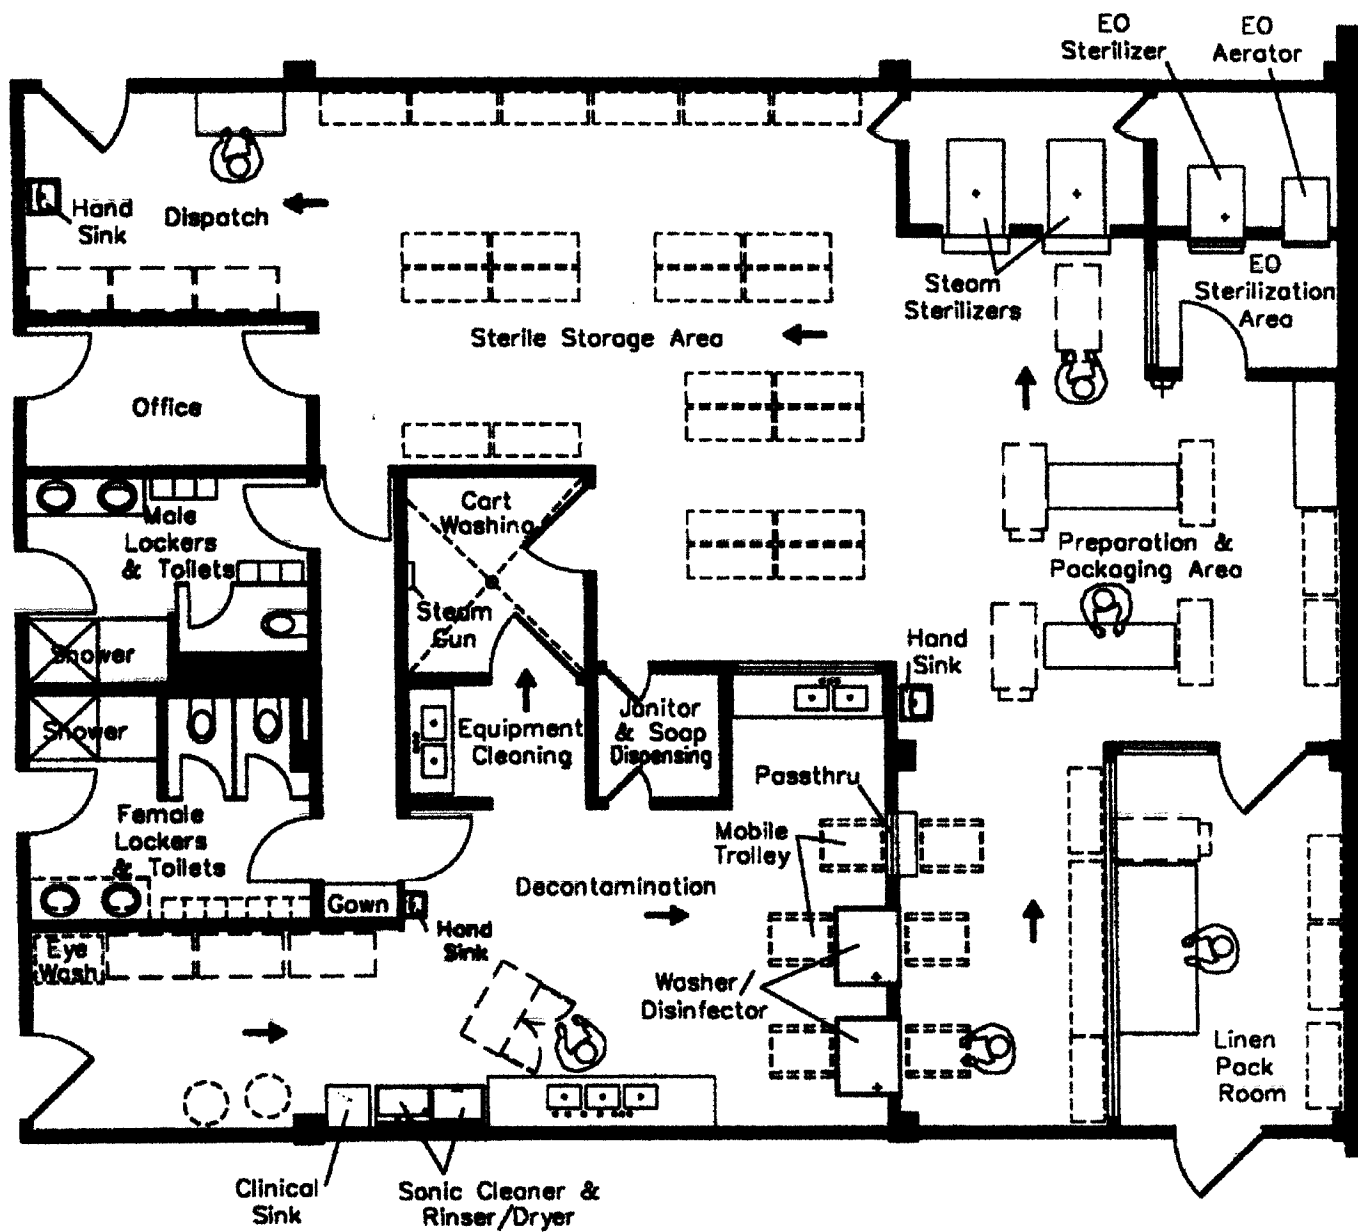 EO
Sterilizer
EO
Aerator
Hand
Sink
Dispatch
Steam
Sterilizers
EO
Sterilization
Area
Sterile Storage Area
Office
Cart
Washing
Male
Lockers
& Toilets
Preparation &
Packaging Area
Steam
Gun
Shower
Hand
Sink
Shower
Equipment
Cleaning
Janitor
& Soap
Dispensing
Passthru
Female
Lockers
& Toilets
Mobile
Trolley
Decontamination
Gown
Hand
Sink
Eye
Wash
Washer/
Disinfector
Linen
Pack
Room
Clinical
Sink
Sonic Cleaner &
Rinser/Dryer